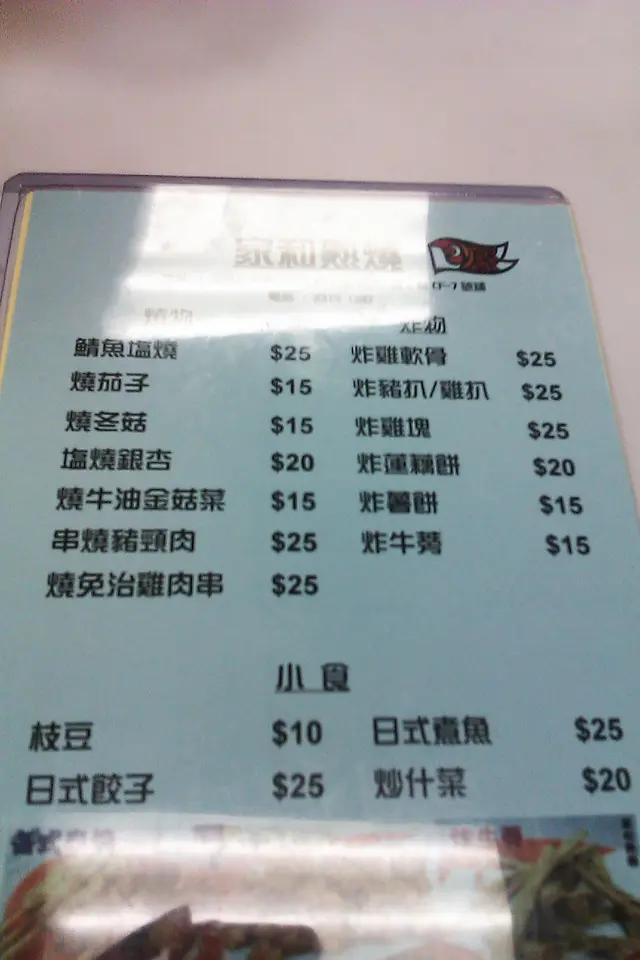 燒物 炸物
鯖魚塩燒 $25 炸雞軟骨 $25
燒茄子 $15 炸豬扒/雞扒 $25
燒冬菇 $15 炸雞塊 $25
塩燒銀杏 $20 炸蓮藕餅 $20
燒牛油金菇菜 $15 炸薯餅 $15
串燒豬頸肉 $25 炸牛蒡 $15
燒免治雞肉串 $25
小食
枝豆 $10 日式煮魚 $25
日式餃子 $25 炒什菜 $20